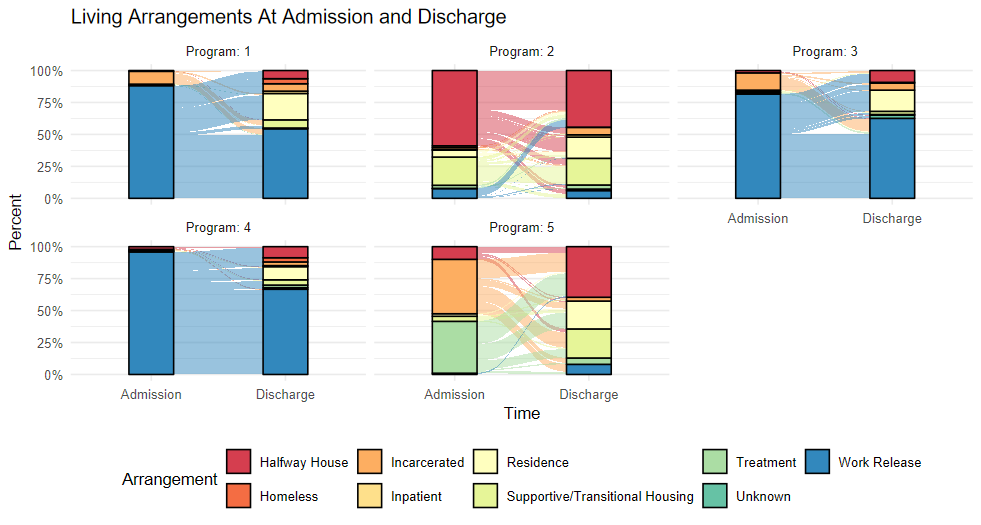 Living Arrangements At Admission and Discharge
Program: 1
Program: 2
Program: 3
100%
75%
50%
25%
0%
Admission
Discharge
Program: 4
Program: 5
100%
75%
50%
25%
0%
Admission
Discharge
Admission
Discharge
Percent
Time
Arrangement
Halfway House
Incarcerated
Residence
Treatment
Work Release
Homeless
Inpatient
Supportive/Transitional Housing
Unknown